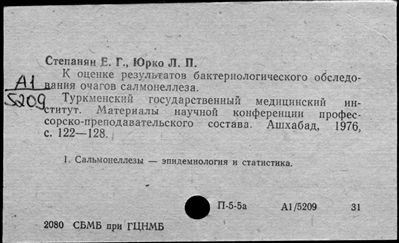 Степанян Е. Г., Юрко Л. П.
К оценке результатов бактериологического обследо-
вания очагов салмонеллеза.
А1
5209
Туркменский государственный медицинский ин-
ститут. Материалы научной конференции профес-
сорско-преподавательского состава. Ашхабад, 1976,
с. 122—128.
1. Сальмонеллезы — эпидемиология и статистика.
П-5-5а А1/5209 31
2080 СБМБ при ГЦНМБ